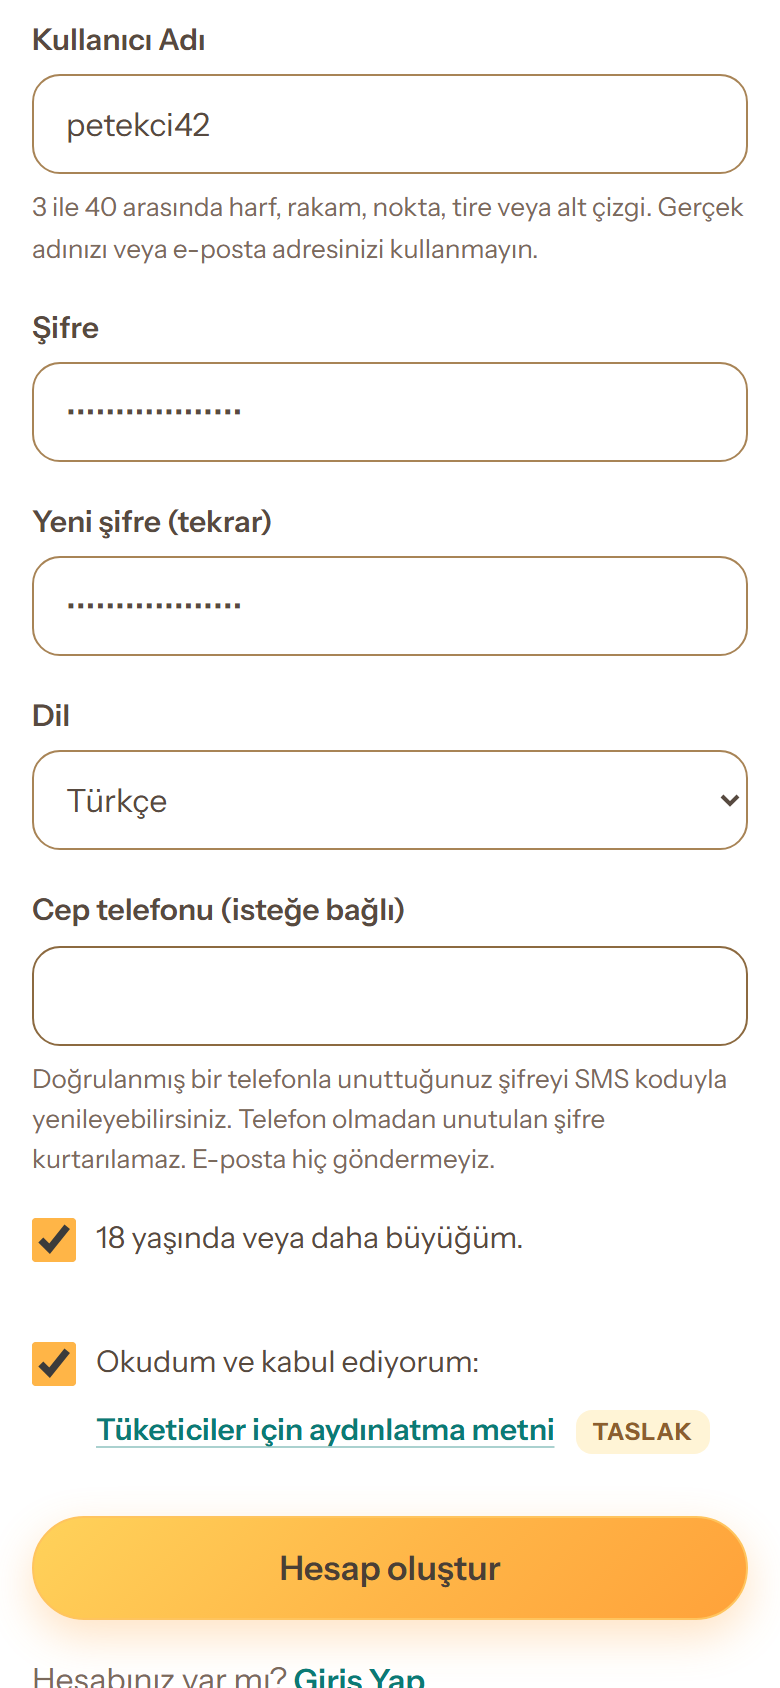 Kullanıcı Adı
petekci42
3 ile 40 arasında harf, rakam, nokta, tire veya alt çizgi. Gerçek
adınızı veya e-posta adresinizi kullanmayın.
Şifre
Yeni şifre (tekrar)
Dil
Türkçe
Cep telefonu (isteğe bağlı)
Doğrulanmış bir telefonla unuttuğunuz şifreyi SMS koduyla
yenileyebilirsiniz. Telefon olmadan unutulan şifre
kurtarılamaz. E-posta hiç göndermeyiz.
18 yaşında veya daha büyüğüm.
Okudum ve kabul ediyorum:
Tüketiciler için aydınlatma metni TASLAK
Hesap oluştur
Hesabınız var mı? Giriş Yap